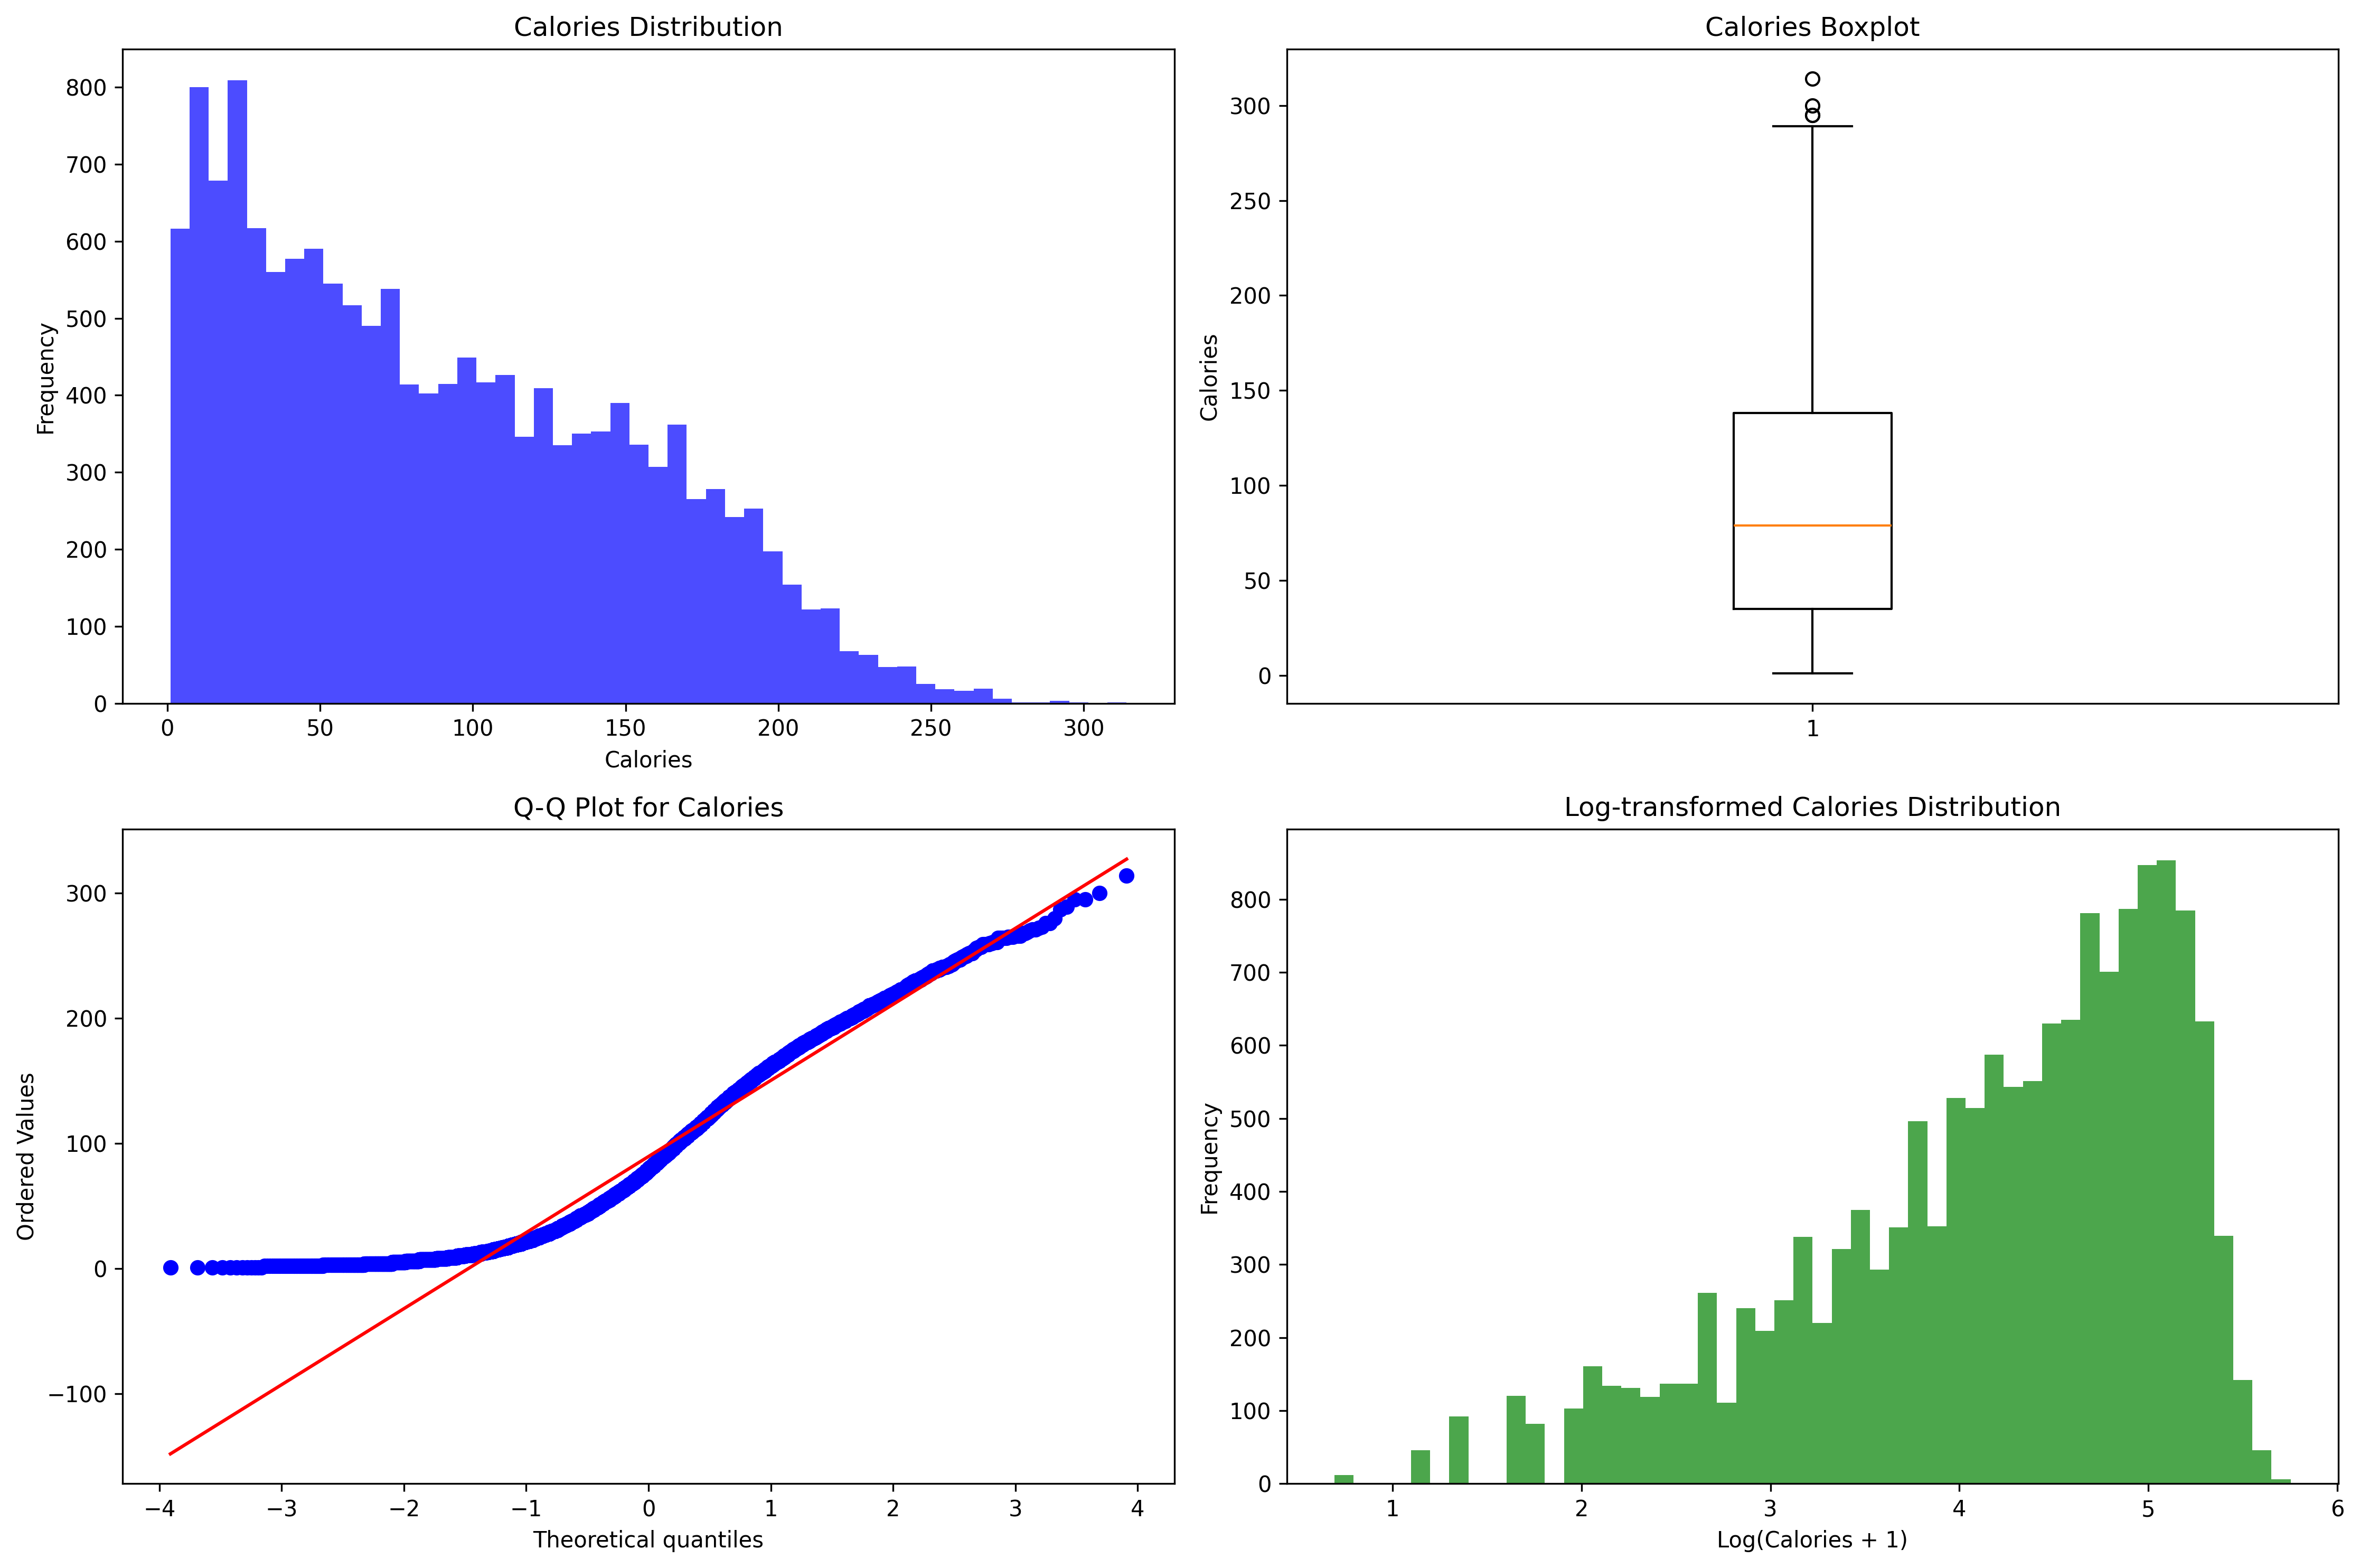 Calories Distribution
800
700
600
500
400
300
200
100
0
Frequency
0 50 100 150 200 250 300
Calories
Calories Boxplot
300
250
200
150
100
50
0
Calories
1
Q-Q Plot for Calories
300
200
100
0
−100
Ordered Values
−4 −3 −2 −1 0 1 2 3 4
Theoretical quantiles
Log-transformed Calories Distribution
800
700
600
500
400
300
200
100
0
Frequency
1 2 3 4 5 6
Log(Calories + 1)